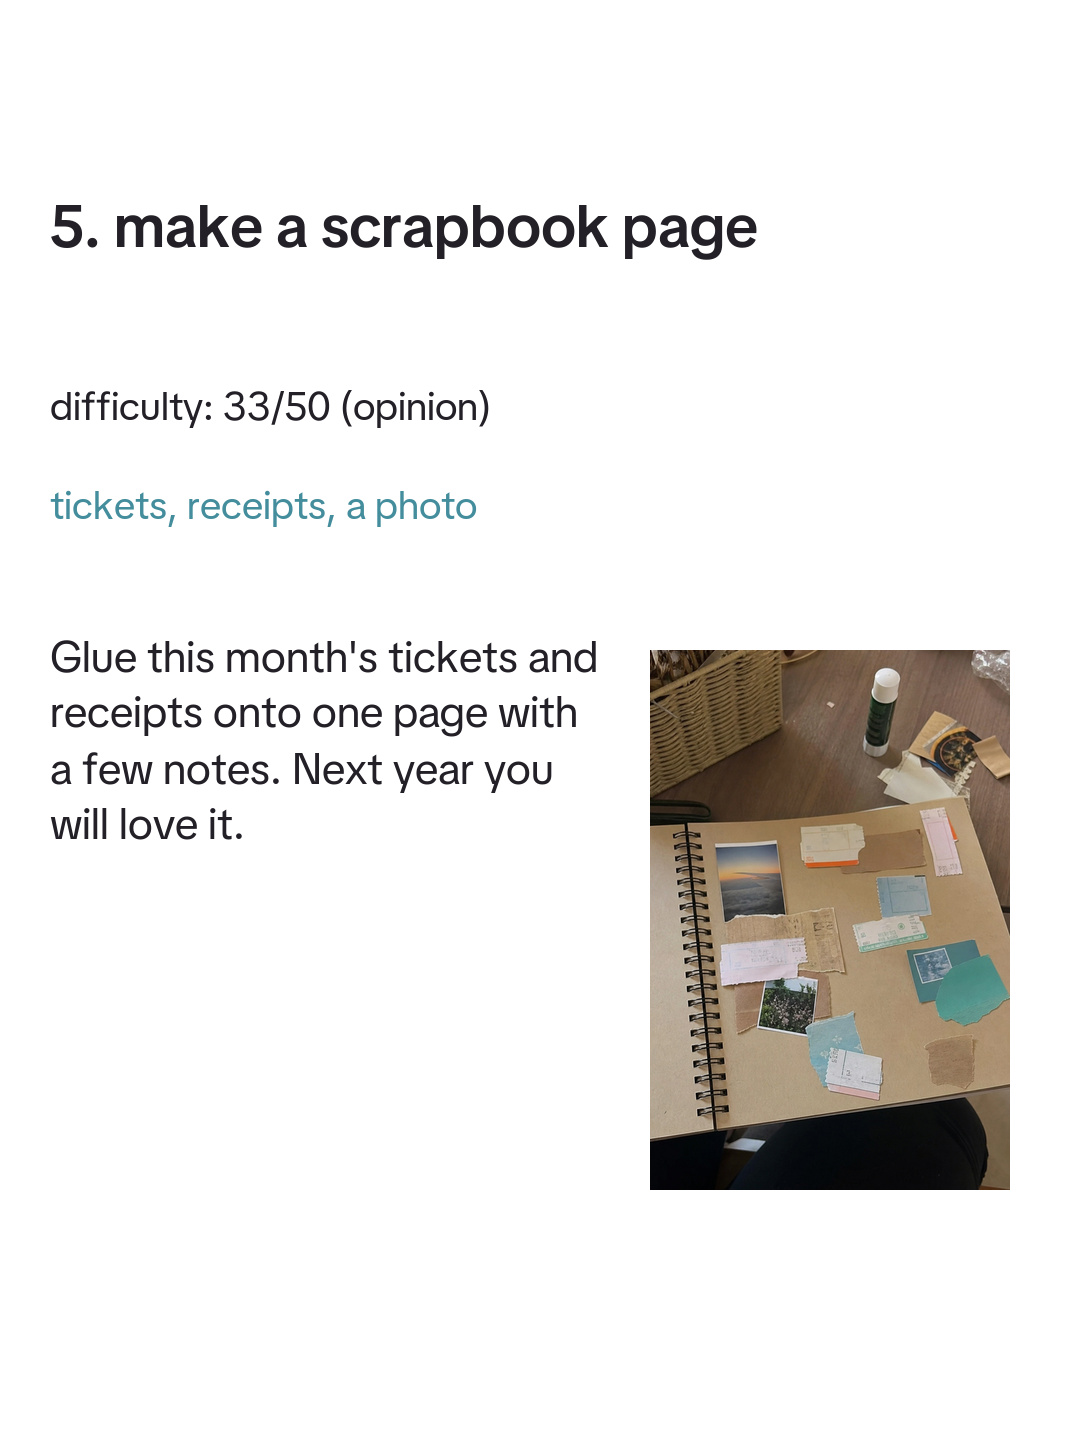 5. make a scrapbook page
difficulty: 33/50 (opinion)
tickets, receipts, a photo
Glue this month's tickets and
receipts onto one page with
a few notes. Next year you
will love it.